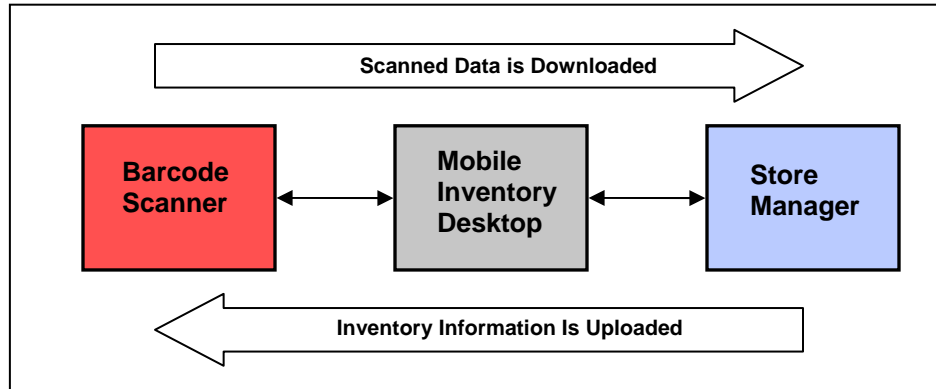 Scanned Data is Downloaded
Barcode
Scanner
Mobile
Inventory
Desktop
Store
Manager
Inventory Information Is Uploaded